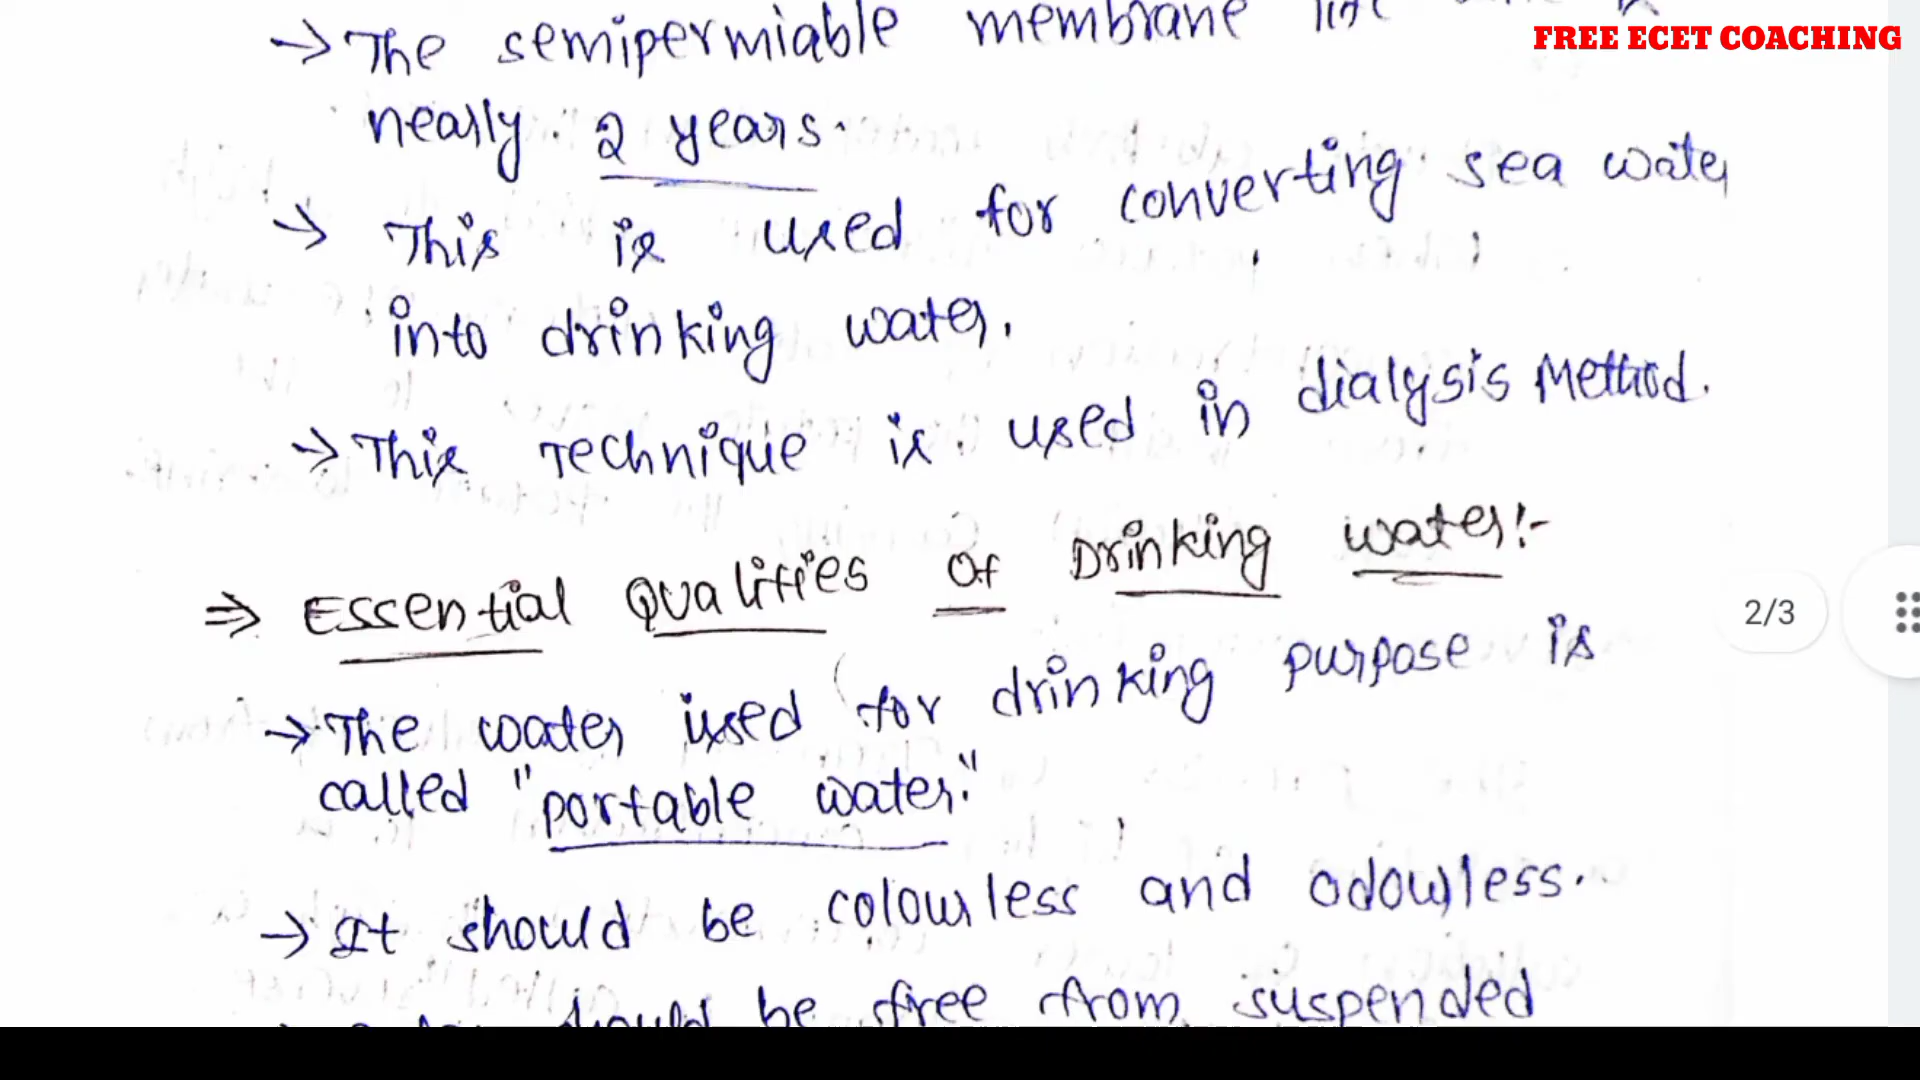 → The semipermiable membrane
FREE ECET COACHING
nearly 2 years.
→ This is used for converting sea water
into drinking water.
→ This Technique is used in dialysis Method.
⇒ Essential Qualities Of Drinking water:-
2/3
→ The water used for drinking purpose is
called "portable water."
→ It should be colourless and odourless.
should be free from suspended